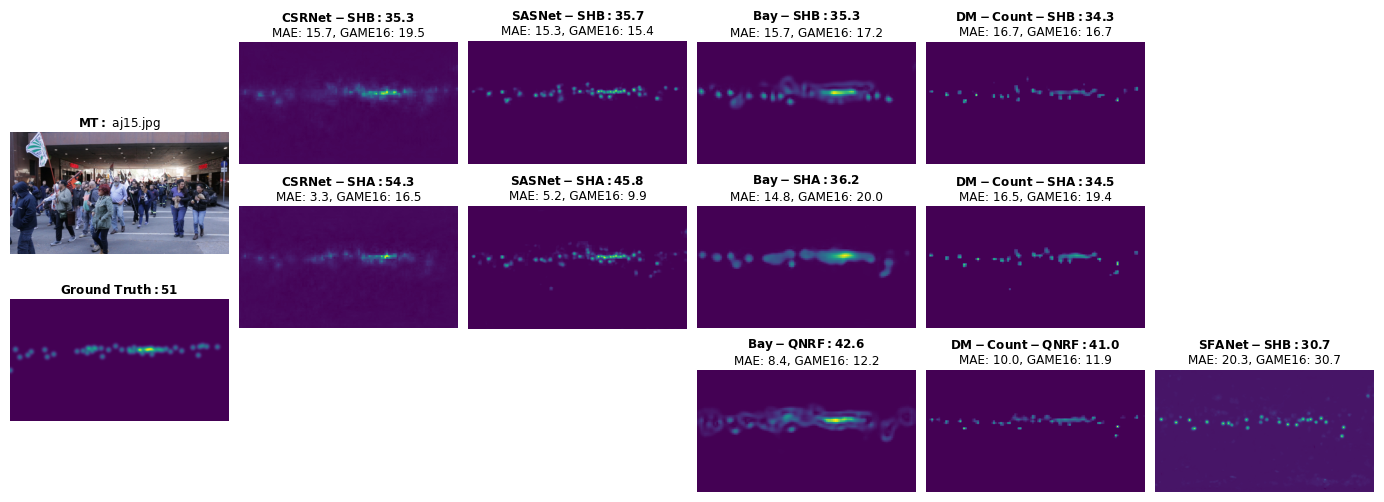 CSRNet − SHB: 35.3
MAE: 15.7, GAME16: 19.5
SASNet − SHB: 35.7
MAE: 15.3, GAME16: 15.4
Bay − SHB: 35.3
MAE: 15.7, GAME16: 17.2
DM − Count − SHB: 34.3
MAE: 16.7, GAME16: 16.7
MT: aj15.jpg
CSRNet − SHA: 54.3
MAE: 3.3, GAME16: 16.5
SASNet − SHA: 45.8
MAE: 5.2, GAME16: 9.9
Bay − SHA: 36.2
MAE: 14.8, GAME16: 20.0
DM − Count − SHA: 34.5
MAE: 16.5, GAME16: 19.4
Ground Truth: 51
Bay − QNRF: 42.6
MAE: 8.4, GAME16: 12.2
DM − Count − QNRF: 41.0
MAE: 10.0, GAME16: 11.9
SFANet − SHB: 30.7
MAE: 20.3, GAME16: 30.7